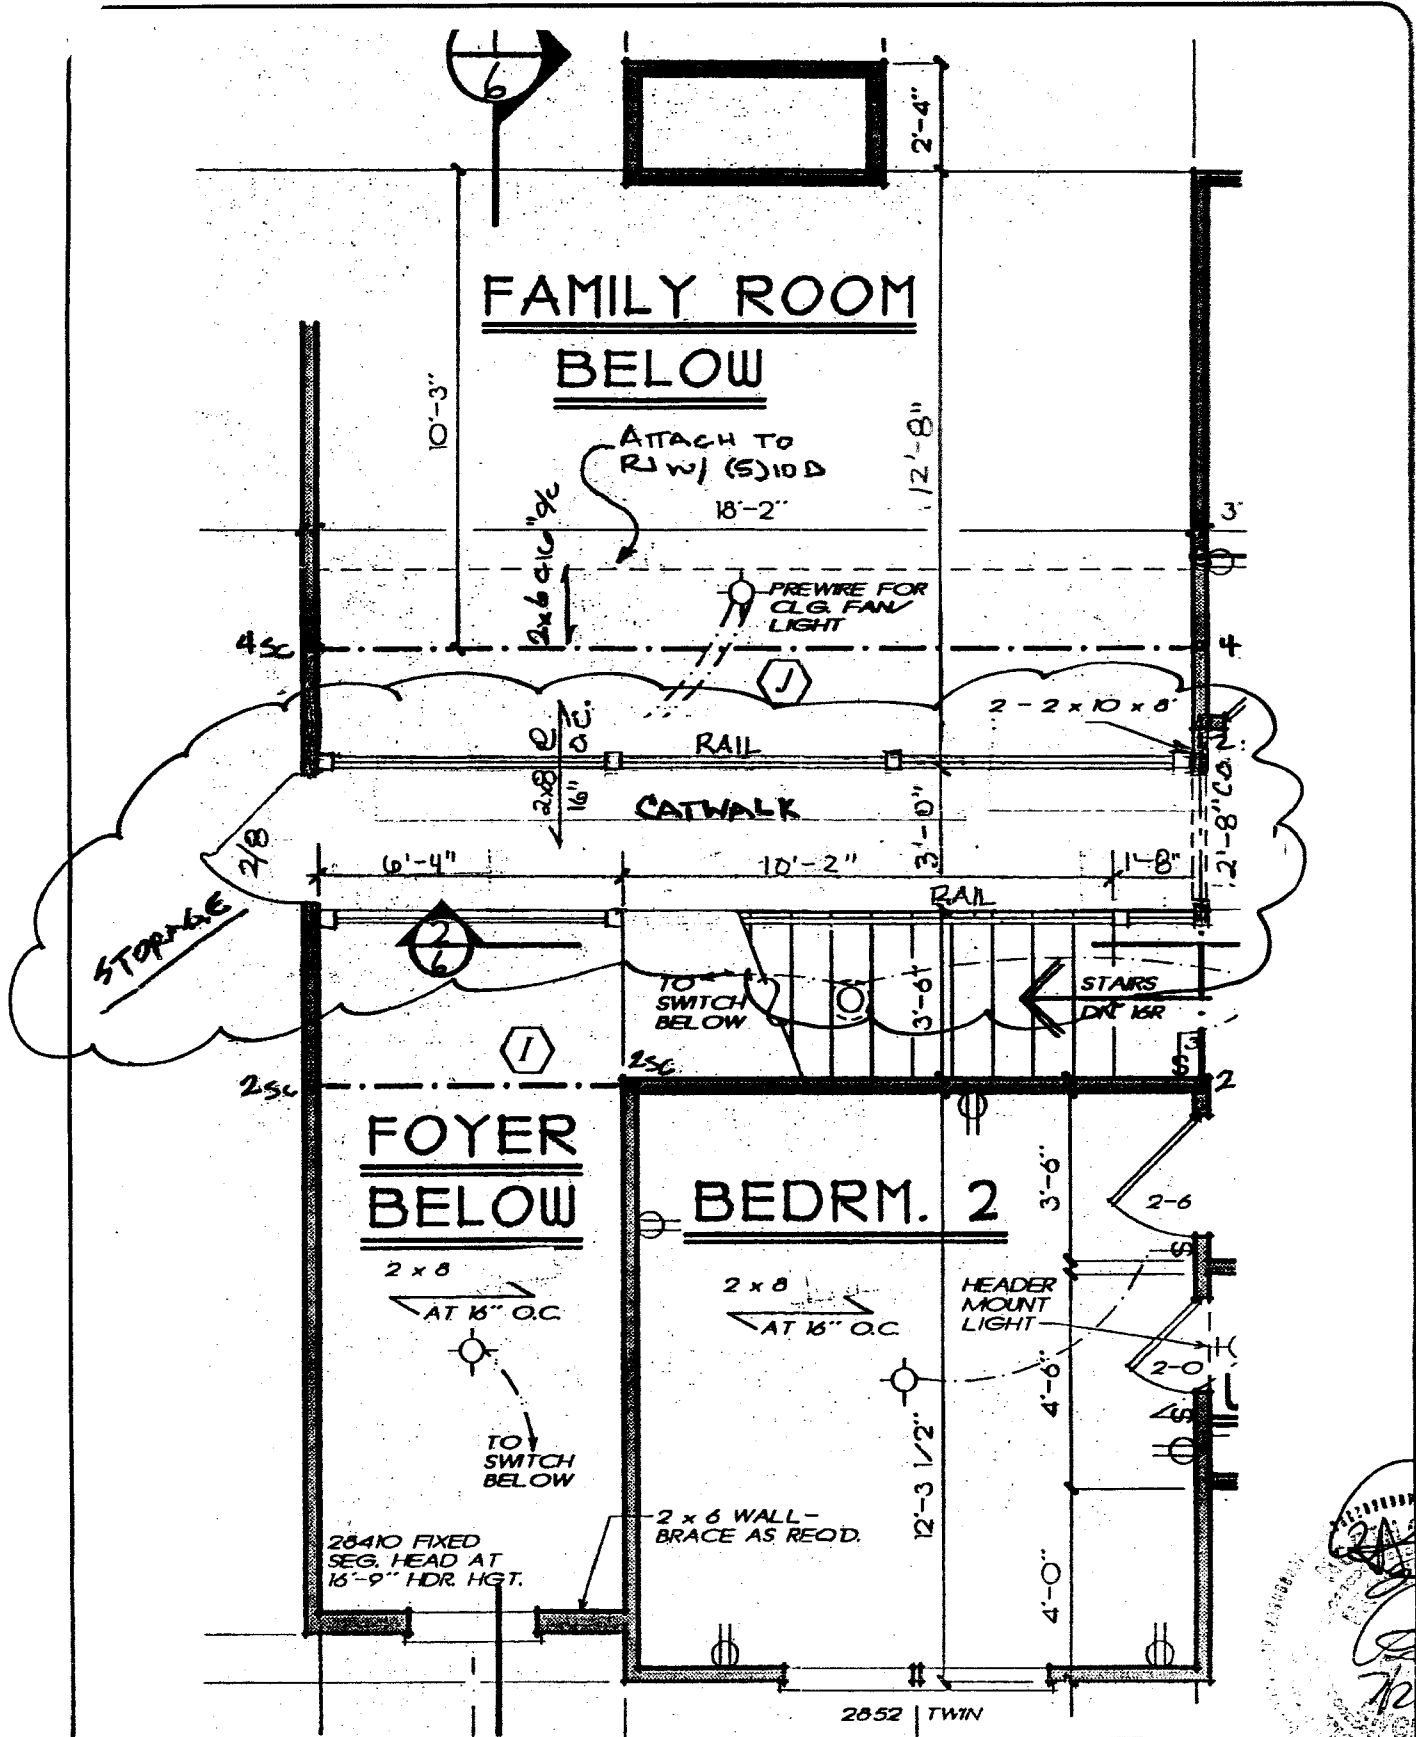 1
6
2'-4"
FAMILY ROOM
BELOW
10'-3"
12'-8"
ATTACH TO
RJ W/ (5)10D
18'-2"
3'
2x6 @16" o/c
PREWIRE FOR
CLG. FAN/
LIGHT
4SC
4
J
2 - 2 x 10 x 8'
RAIL
2x8 @
16" O.C.
CATWALK
2'-8" C.O.
2/8
6'-4"
10'-2"
3'-0"
1'-8"
RAIL
STORAGE
2
6
TO
SWITCH
BELOW
3'-6"
STAIRS
DN. 16R
I
S3
2SC
2SC
2
FOYER
BELOW
BEDRM. 2
3'-6"
2-6
S
2 x 8
AT 16" O.C.
2 x 8
AT 16" O.C.
HEADER
MOUNT
LIGHT
2-0
4'-6"
S
12'-3 1/2"
TO
SWITCH
BELOW
2 x 6 WALL-
BRACE AS REQ'D.
28410 FIXED
SEG. HEAD AT
16'-9" HDR. HGT.
4'-0"
2852 TWIN